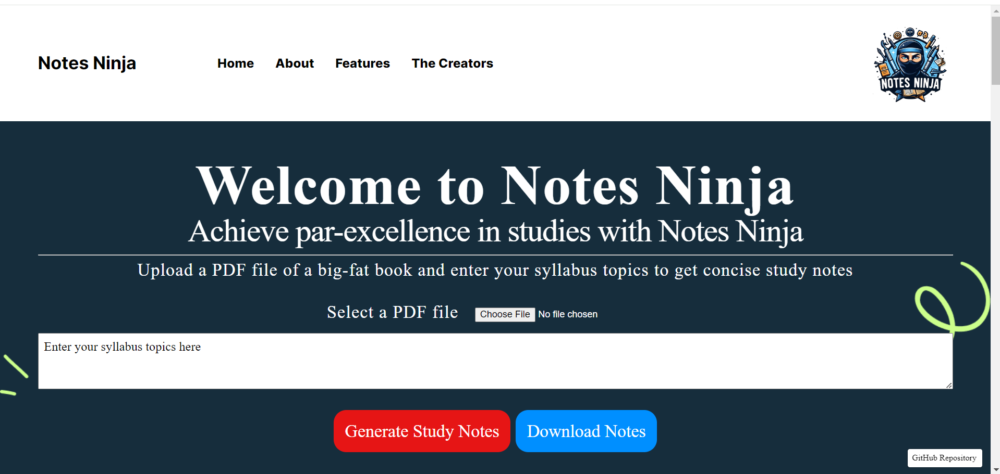 Notes Ninja
Home About Features The Creators
NOTES NINJA
Welcome to Notes Ninja
Achieve par-excellence in studies with Notes Ninja
Upload a PDF file of a big-fat book and enter your syllabus topics to get concise study notes
Select a PDF file Choose File No file chosen
Enter your syllabus topics here
Generate Study Notes Download Notes
GitHub Repository